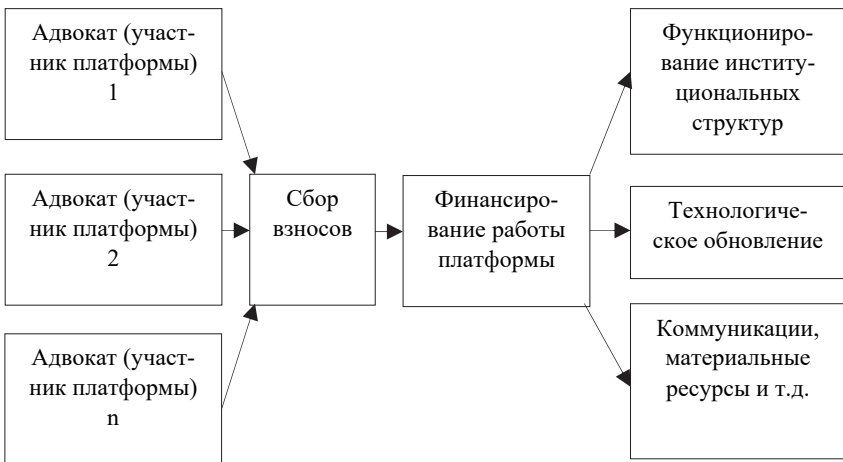 Адвокат (участ-
ник платформы)
1
Адвокат (участ-
ник платформы)
2
Адвокат (участ-
ник платформы)
n
Сбор
взносов
Финансиро-
вание работы
платформы
Функциониро-
вание институ-
циональных
структур
Технологиче-
ское обновление
Коммуникации,
материальные
ресурсы и т.д.